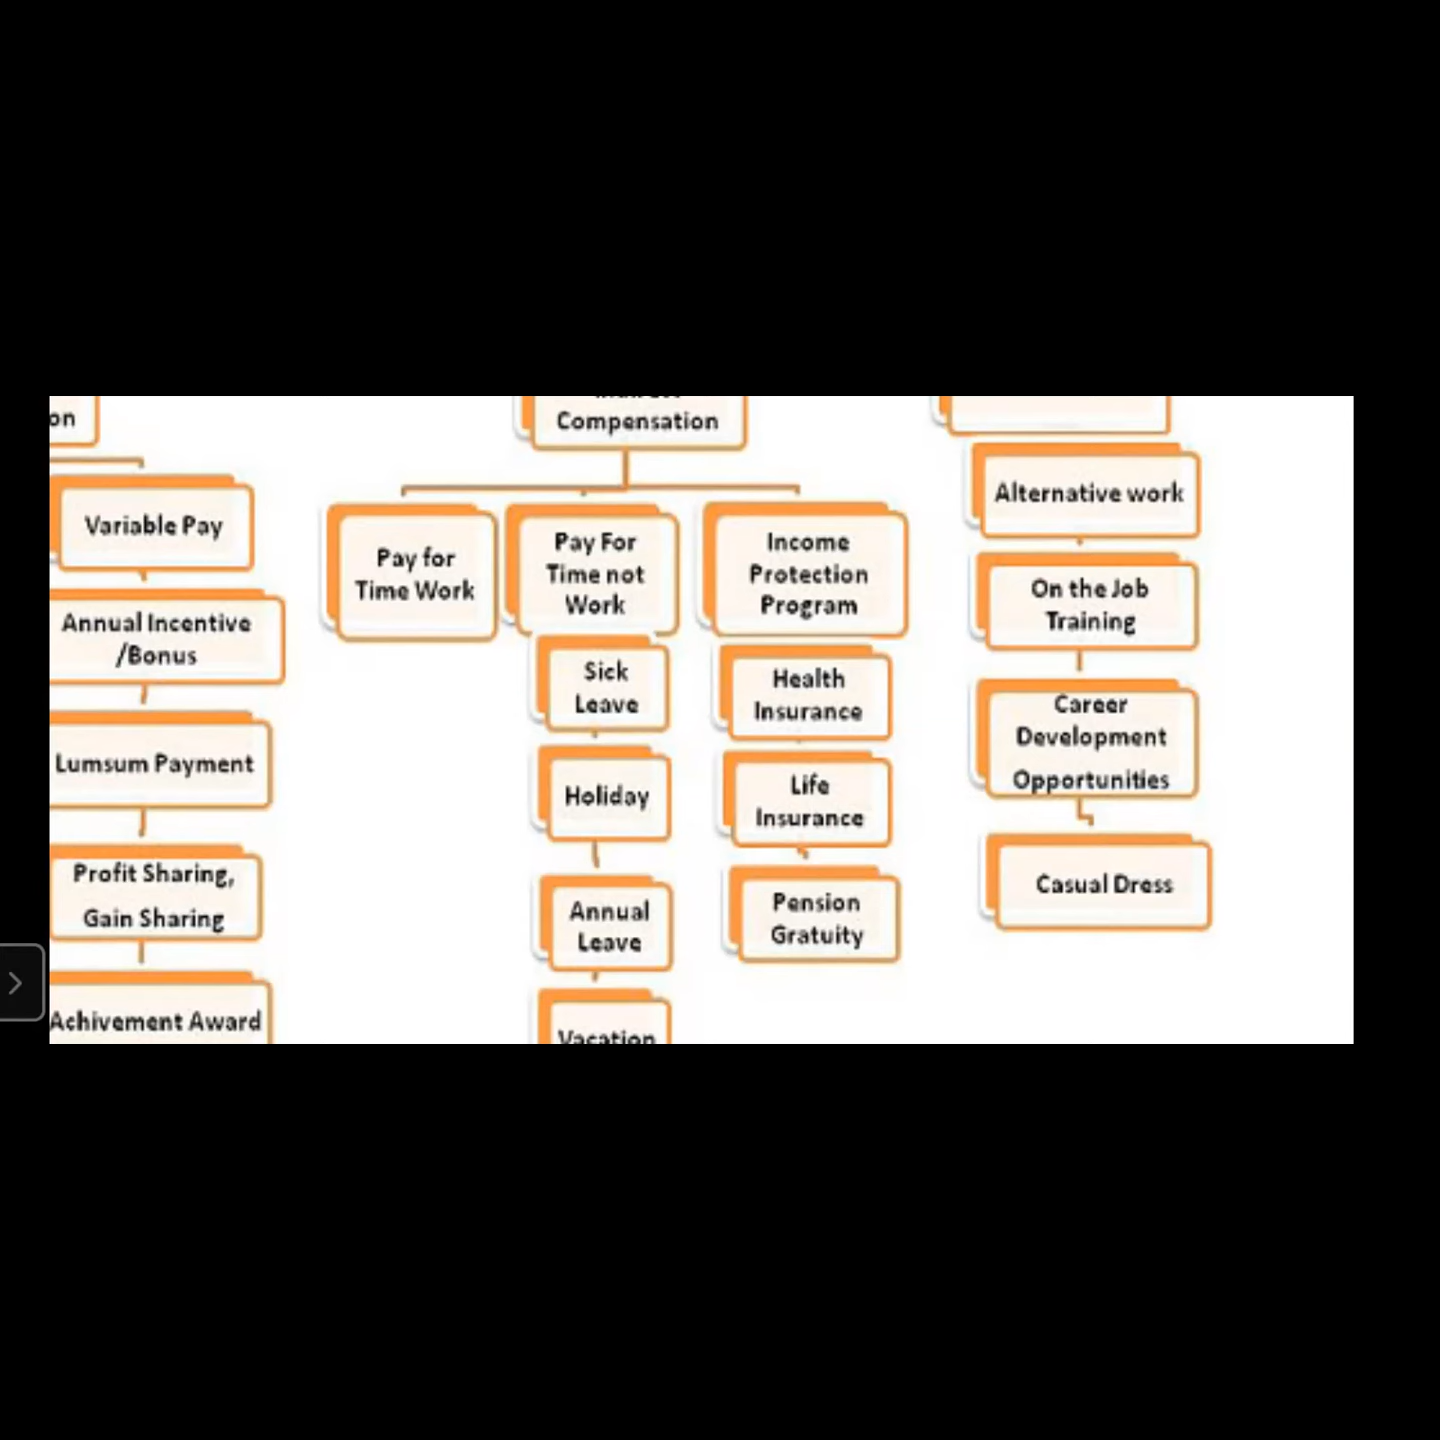 on
Compensation
Variable Pay
Annual Incentive
/Bonus
Lumsum Payment
Profit Sharing,
Gain Sharing
Achivement Award
Pay for
Time Work
Pay For
Time not
Work
Sick
Leave
Holiday
Annual
Leave
Vacation
Income
Protection
Program
Health
Insurance
Life
Insurance
Pension
Gratuity
Alternative work
On the Job
Training
Career
Development
Opportunities
Casual Dress